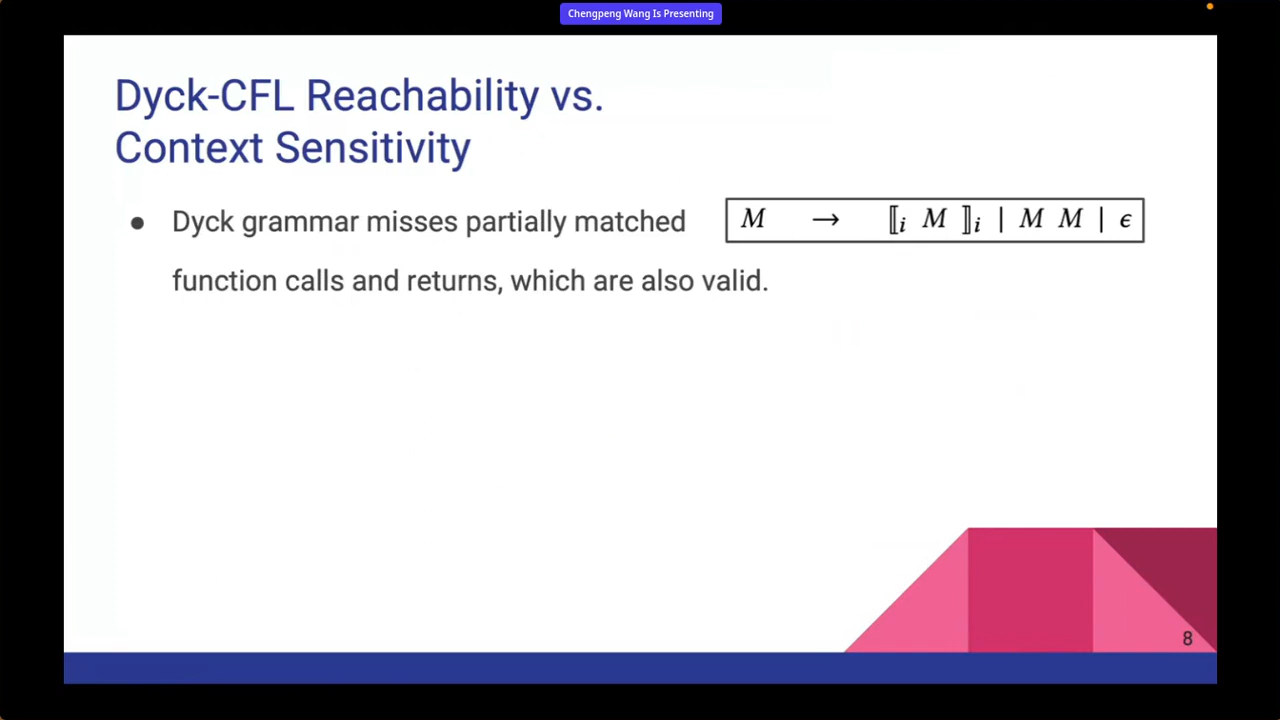 Chengpeng Wang Is Presenting
Dyck-CFL Reachability vs.
Context Sensitivity
● Dyck grammar misses partially matched
function calls and returns, which are also valid.
M → ⟦i M ⟧i | M M | ϵ
8